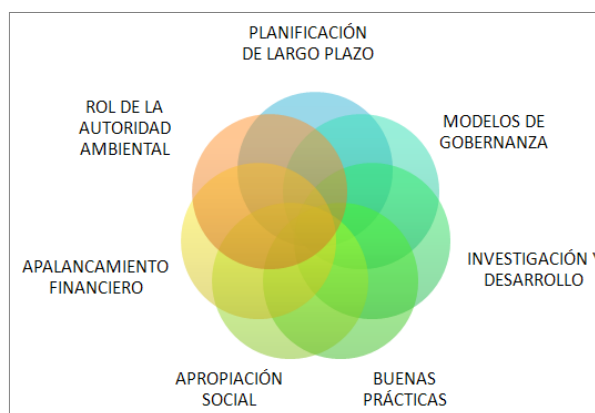 PLANIFICACIÓN
DE LARGO PLAZO
ROL DE LA
AUTORIDAD
AMBIENTAL
MODELOS DE
GOBERNANZA
APALANCAMIENTO
FINANCIERO
INVESTIGACIÓN Y
DESARROLLO
APROPIACIÓN
SOCIAL
BUENAS
PRÁCTICAS